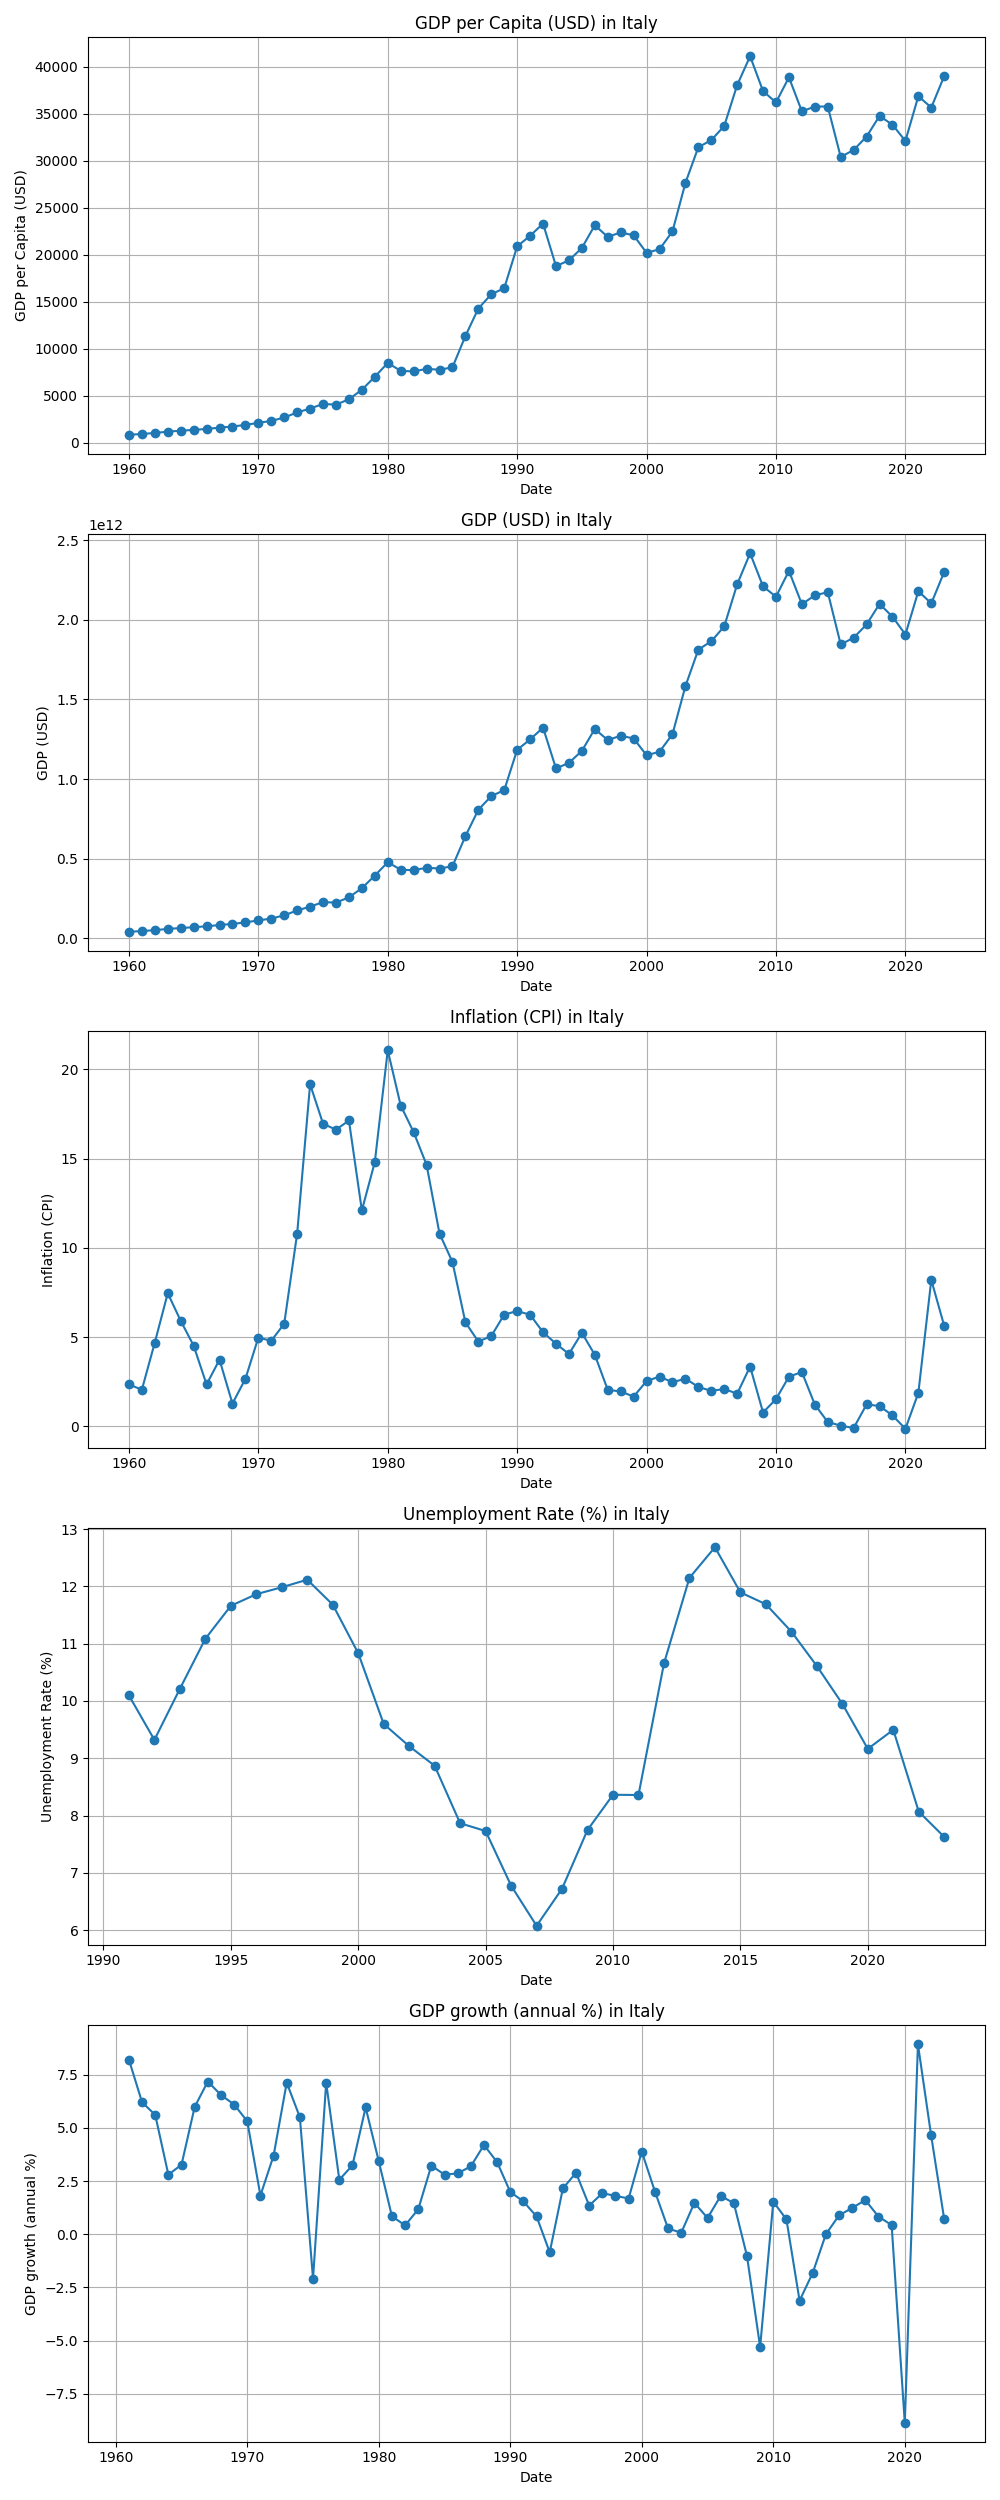 GDP per Capita (USD) in Italy
40000
35000
30000
25000
20000
15000
10000
5000
0
GDP per Capita (USD)
1960 1970 1980 1990 2000 2010 2020
Date
GDP (USD) in Italy
1e12
2.5
2.0
1.5
1.0
0.5
0.0
GDP (USD)
1960 1970 1980 1990 2000 2010 2020
Date
Inflation (CPI) in Italy
20
15
10
5
0
Inflation (CPI)
1960 1970 1980 1990 2000 2010 2020
Date
Unemployment Rate (%) in Italy
13
12
11
10
9
8
7
6
Unemployment Rate (%)
1990 1995 2000 2005 2010 2015 2020
Date
GDP growth (annual %) in Italy
7.5
5.0
2.5
0.0
−2.5
−5.0
−7.5
GDP growth (annual %)
1960 1970 1980 1990 2000 2010 2020
Date